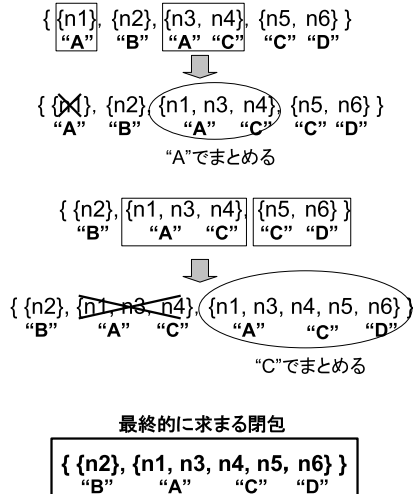 { {n1}, {n2}, {n3, n4}, {n5, n6} }
“A” “B” “A” “C” “C” “D”
{ {n1}, {n2}, {n1, n3, n4}, {n5, n6} }
“A” “B” “A” “C” “C” “D”
“A”でまとめる
{ {n2}, {n1, n3, n4}, {n5, n6} }
“B” “A” “C” “C” “D”
{ {n2}, {n1, n3, n4}, {n1, n3, n4, n5, n6} }
“B” “A” “C” “A” “C” “D”
“C”でまとめる
最終的に求まる閉包
{ {n2}, {n1, n3, n4, n5, n6} }
“B” “A” “C” “D”